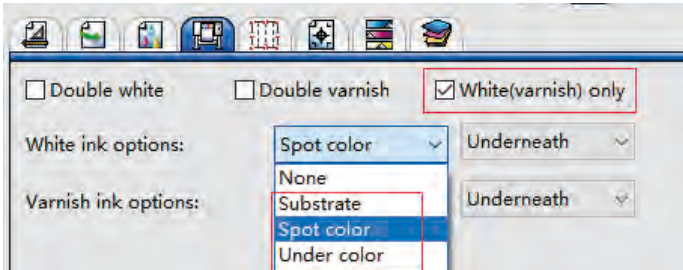 Double white Double varnish White(varnish) only
White ink options: Spot color Underneath
None
Varnish ink options: Substrate Underneath
Spot color
Under color